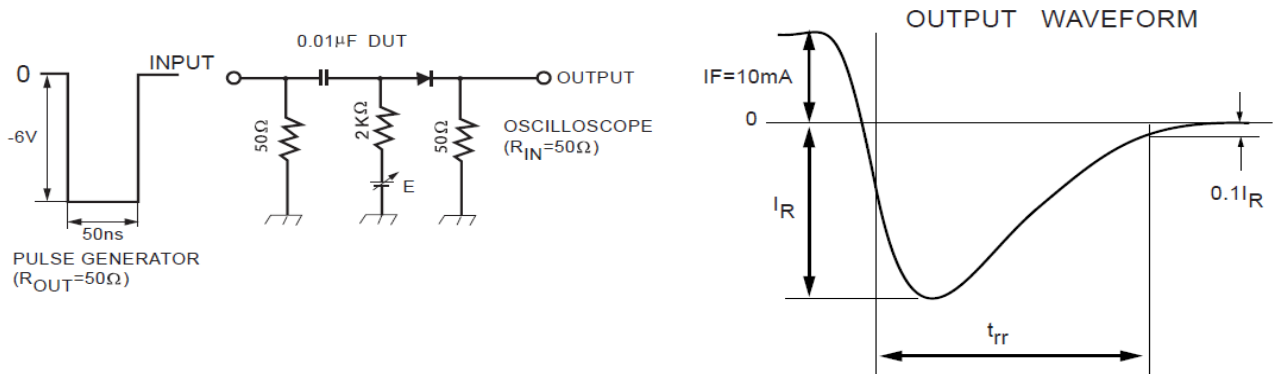 OUTPUT WAVEFORM
0.01μF DUT
INPUT
0
-6V
50ns
PULSE GENERATOR
(ROUT=50Ω)
50Ω
2KΩ
E
50Ω
OUTPUT
OSCILLOSCOPE
(RIN=50Ω)
IF=10mA
0
IR
0.1IR
trr